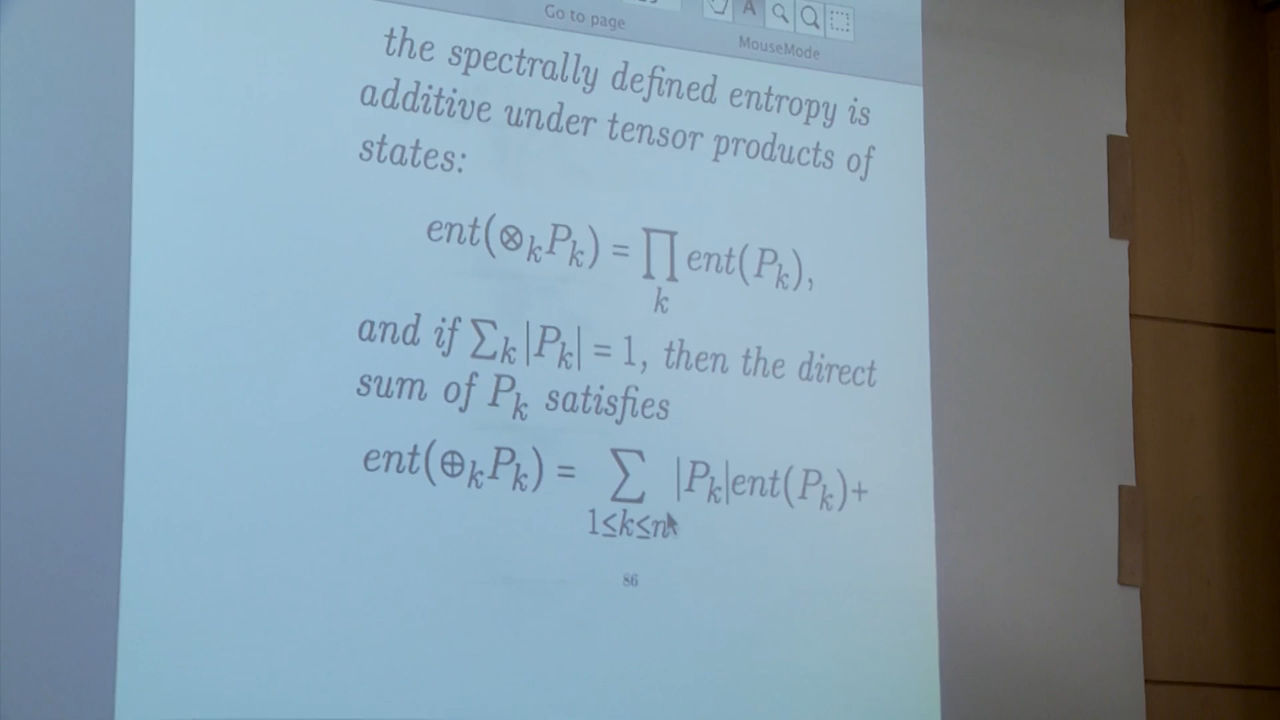 Go to page
MouseMode
the spectrally defined entropy is
additive under tensor products of
states:
ent(⊗ₖPₖ) = ∏ ent(Pₖ),
k
and if ∑ₖ|Pₖ| = 1, then the direct
sum of Pₖ satisfies
ent(⊕ₖPₖ) = ∑ |Pₖ|ent(Pₖ)+
1≤k≤n
86